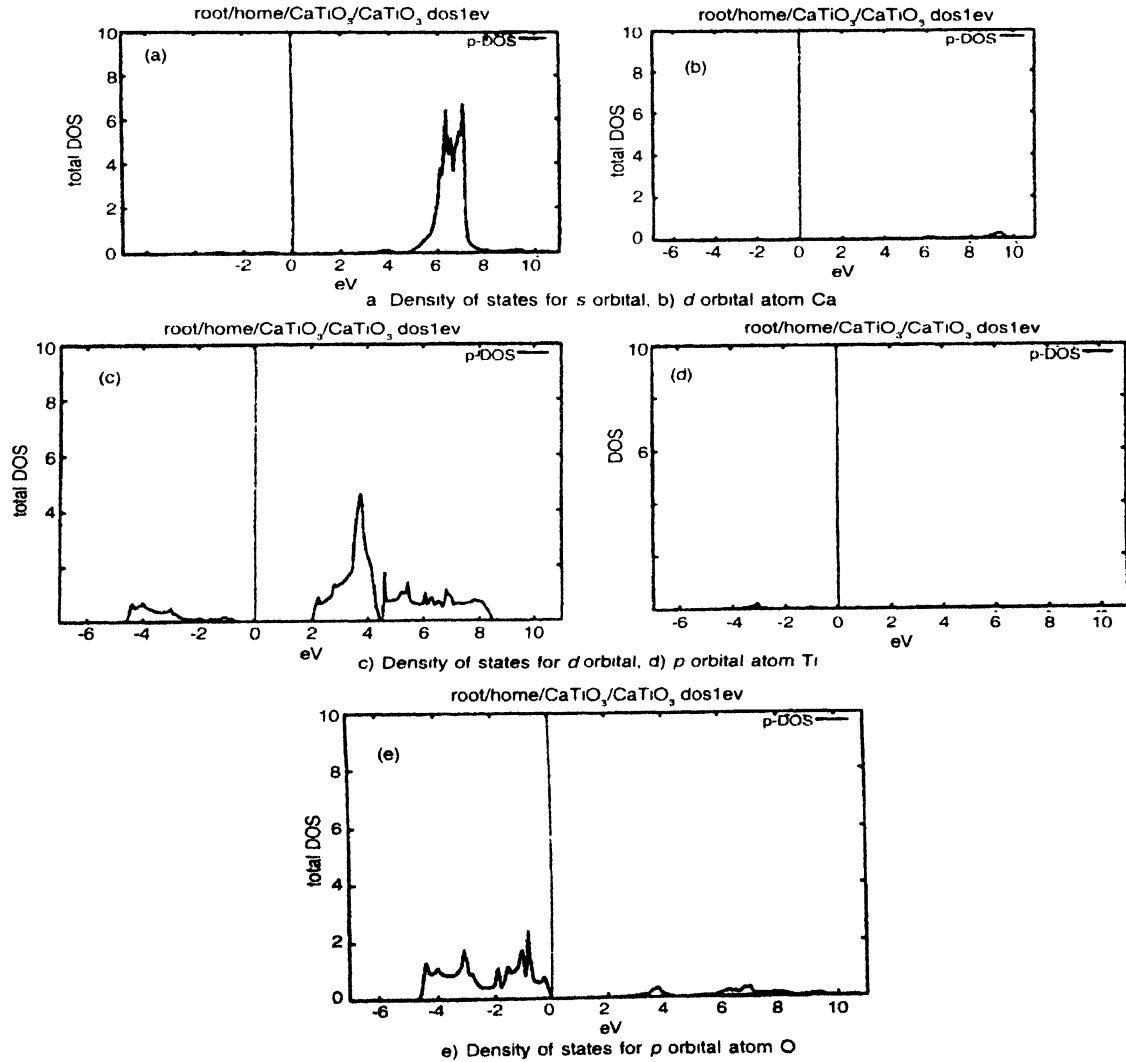 root/home/CaTiO3/CaTiO3 dos1ev
p-DOS
(a)
total DOS
10
8
6
4
2
0
-2 0 2 4 6 8 10
eV
root/home/CaTiO3/CaTiO3 dos1ev
p-DOS
(b)
total DOS
10
8
6
4
2
0
-6 -4 -2 0 2 4 6 8 10
eV
a Density of states for s orbital, b) d orbital atom Ca
root/home/CaTiO3/CaTiO3 dos1ev
p-DOS
(c)
total DOS
10
8
6
4
-6 -4 -2 0 2 4 6 8 10
eV
root/home/CaTiO3/CaTiO3 dos1ev
p-DOS
(d)
DOS
10
6
-6 -4 -2 0 2 4 6 8 10
eV
c) Density of states for d orbital, d) p orbital atom Ti
root/home/CaTiO3/CaTiO3 dos1ev
p-DOS
(e)
total DOS
10
8
6
4
2
0
-6 -4 -2 0 2 4 6 8 10
eV
e) Density of states for p orbital atom O